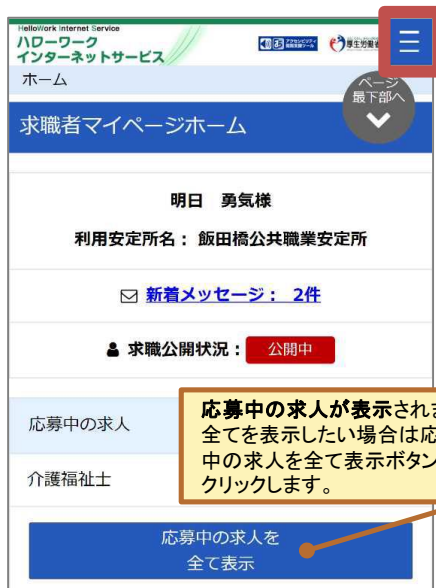 HelloWork Internet Service
ハローワーク
インターネットサービス
厚生労働省
ホーム
ページ
最下部へ
求職者マイページホーム
明日 勇気様
利用安定所名： 飯田橋公共職業安定所
新着メッセージ： 2件
求職公開状況： 公開中
応募中の求人
応募中の求人が表示され
全てを表示したい場合は応
中の求人を全て表示ボタン
クリックします。
介護福祉士
応募中の求人を
全て表示